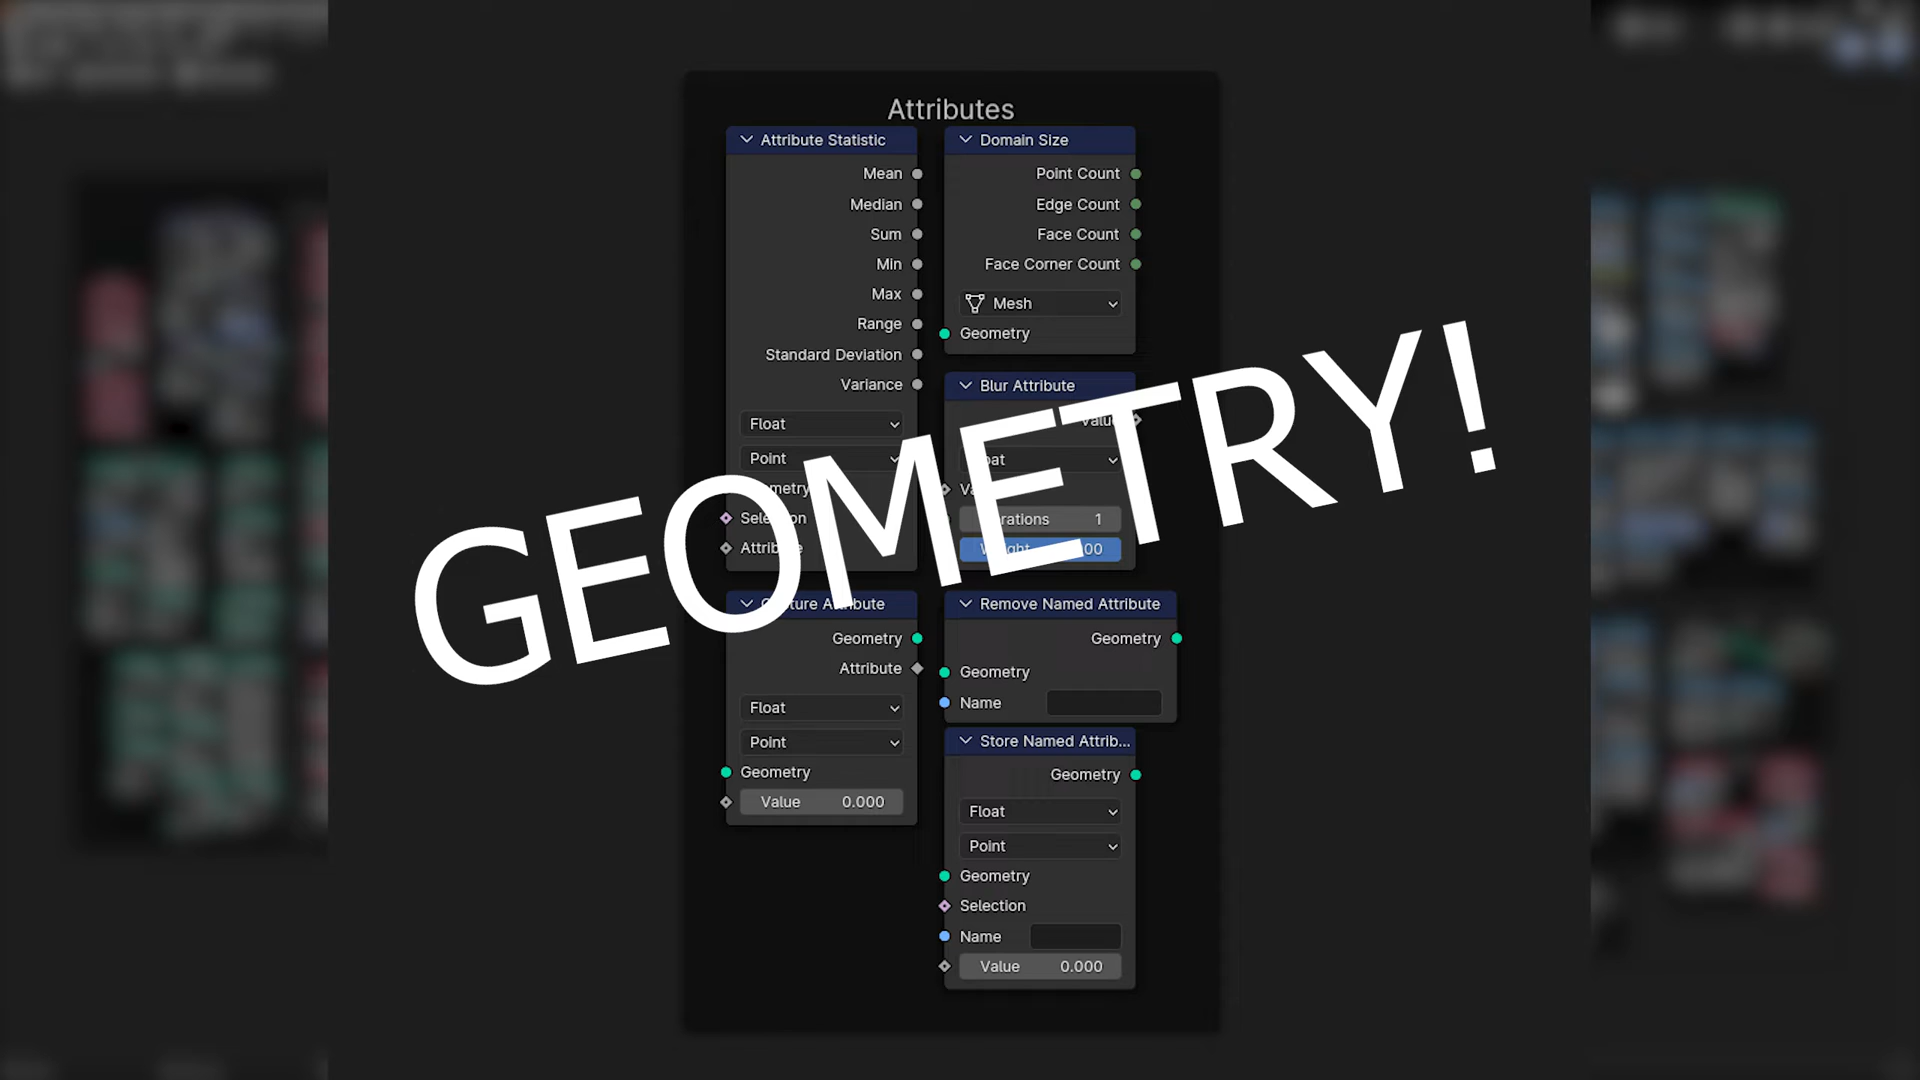 Attributes
Attribute Statistic
Mean
Median
Sum
Min
Max
Range
Standard Deviation
Variance
Float
Point
Domain Size
Point Count
Edge Count
Face Count
Face Corner Count
Mesh
Geometry
Blur Attribute
1
GEOMETRY!
Geometry
Attribute
Float
Point
Geometry
Value 0.000
Remove Named Attribute
Geometry
Geometry
Name
Store Named Attrib...
Geometry
Float
Point
Geometry
Selection
Name
Value 0.000